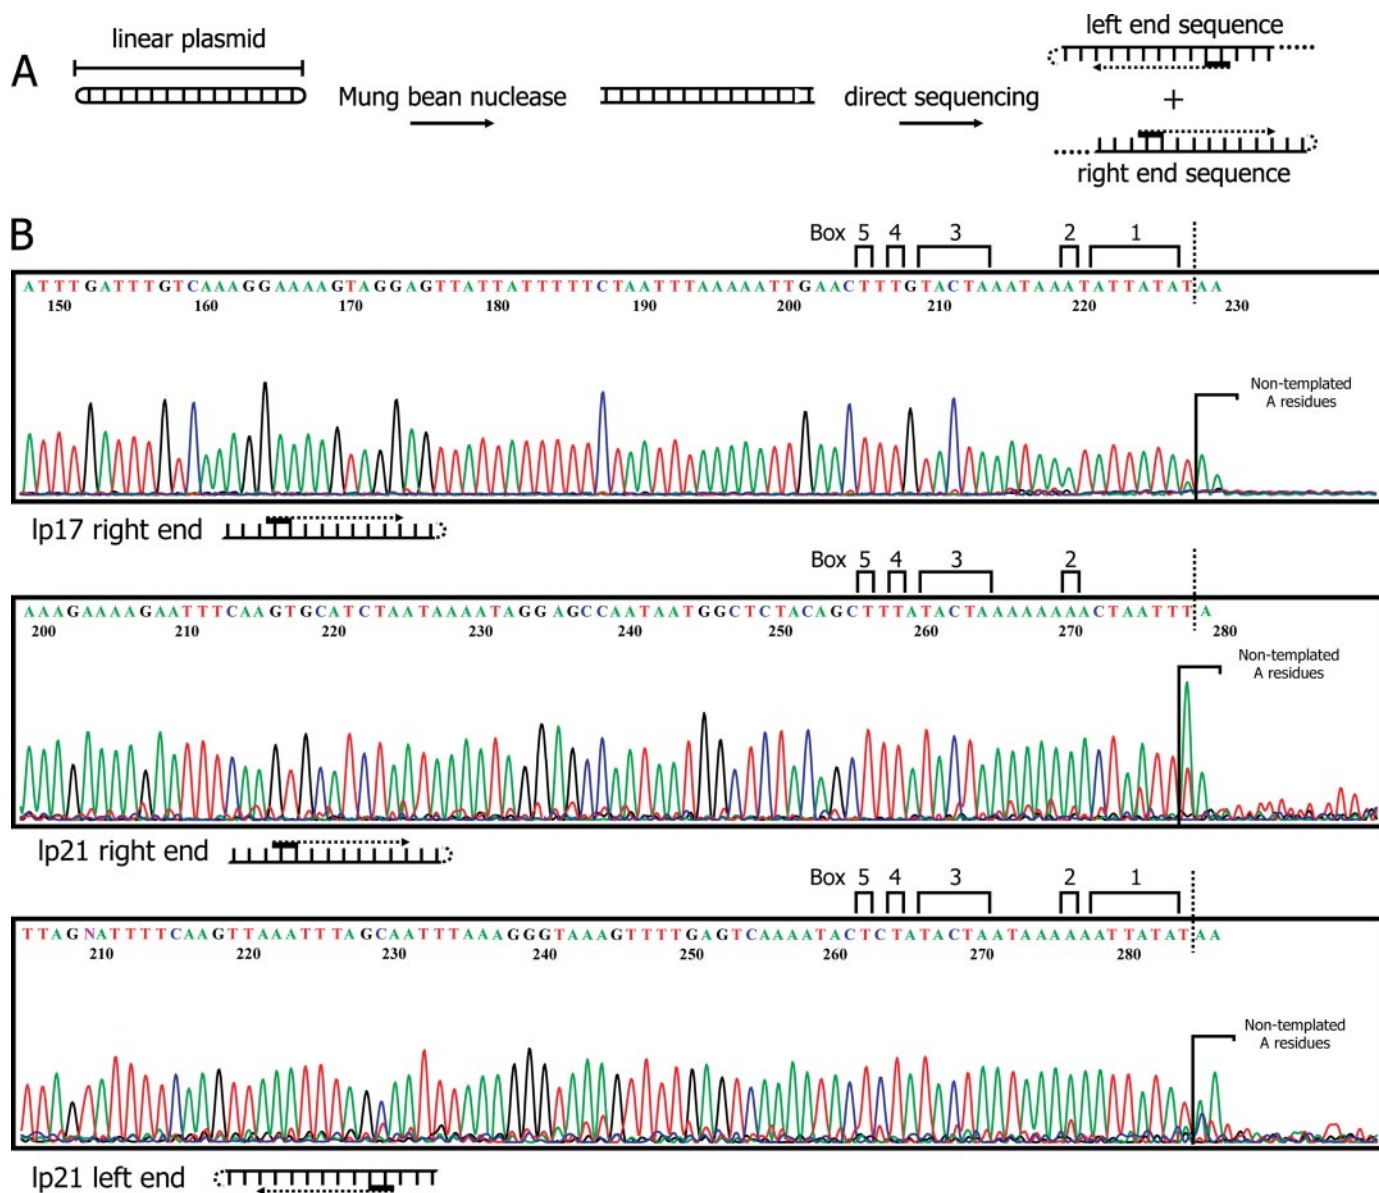 A
linear plasmid
Mung bean nuclease
direct sequencing
left end sequence
+
right end sequence
B
Box 5 4 3 2 1
ATTTGATTTGTCAAAGGAAAAGTAGGAGTTATTATTTTTCTAATTTAAAAATTGAACTTTGTACTAAATAAATATTATATAA
150 160 170 180 190 200 210 220 230
Non-templated
A residues
lp17 right end
Box 5 4 3 2
AAAGAAAAGAATTTCAAGTGCATCTAATAAAATAGGAGCCAATAATGGCTCTACAGCTTTATACTAAAAAAAACTAATTTA
200 210 220 230 240 250 260 270 280
Non-templated
A residues
lp21 right end
Box 5 4 3 2 1
TTAGNATTTTCAAGTTAAATTTAGCAATTTAAAGGGTAAAGTTTTGAGTCAAAATACTCTATACTAATAAAAAATTATATAA
210 220 230 240 250 260 270 280
Non-templated
A residues
lp21 left end